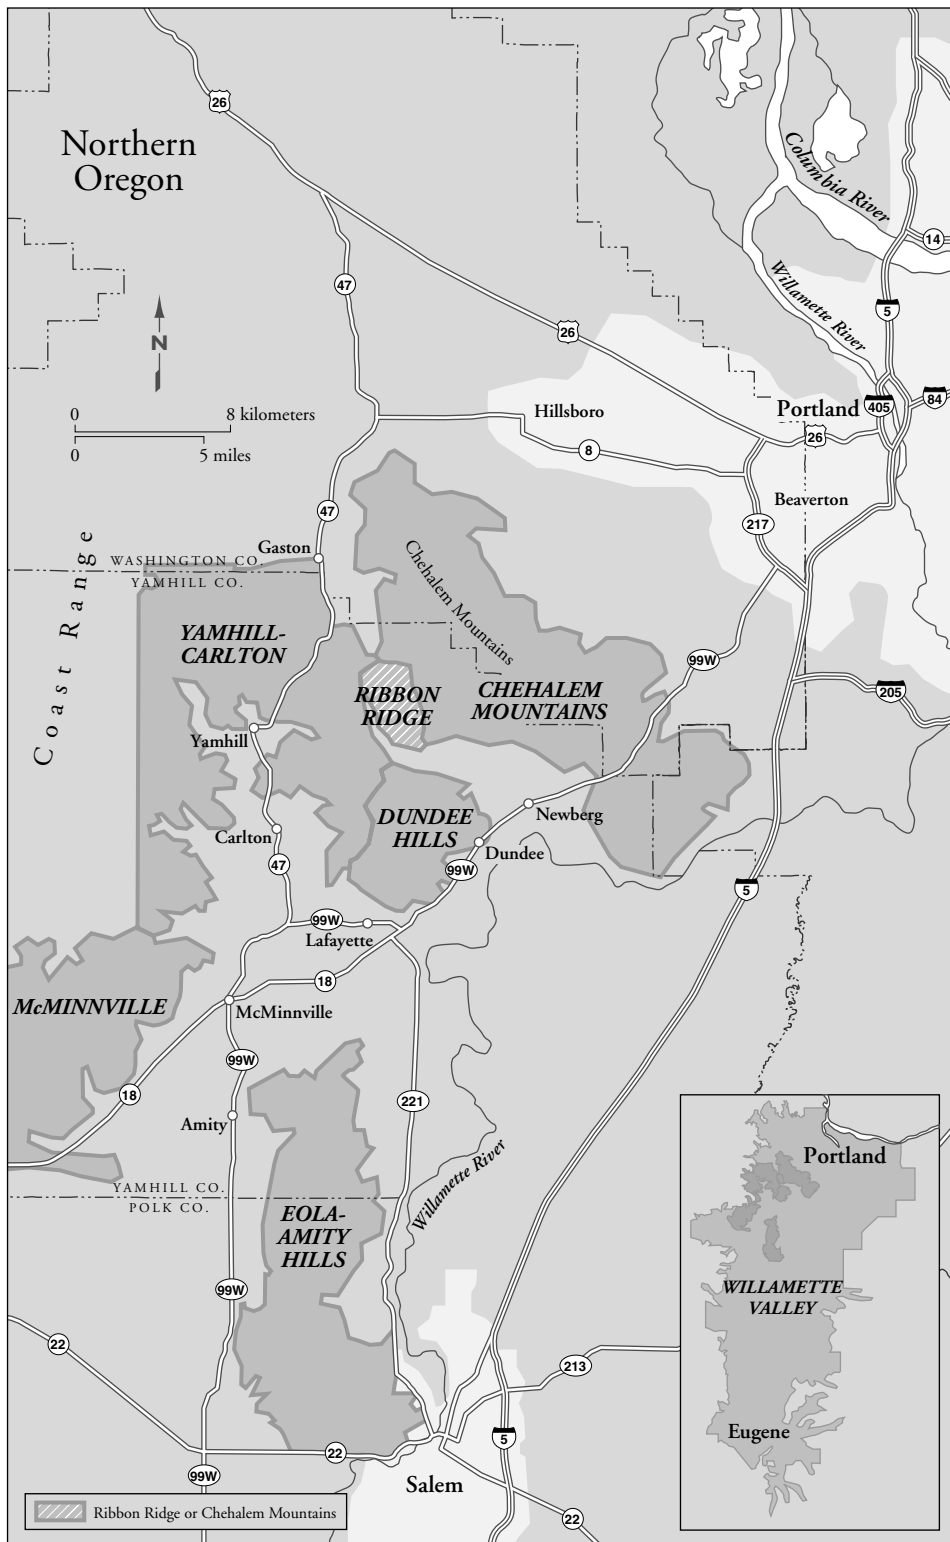 26
Northern
Oregon
Columbia River
14
47
Willamette River
5
26
N
0
8 kilometers
0
5 miles
Hillsboro
Portland
405
84
26
8
Beaverton
47
217
Gaston
WASHINGTON CO.
YAMHILL CO.
Coast Range
Chehalem Mountains
YAMHILL-
CARLTON
99W
RIBBON
RIDGE
CHEHALEM
MOUNTAINS
205
Yamhill
DUNDEE
HILLS
Newberg
Carlton
Dundee
47
99W
5
99W
Lafayette
18
McMINNVILLE
McMinnville
99W
18
221
Amity
Willamette River
YAMHILL CO.
POLK CO.
EOLA-
AMITY
HILLS
99W
22
213
22
5
99W
Salem
22
Portland
WILLAMETTE
VALLEY
Eugene
Ribbon Ridge or Chehalem Mountains